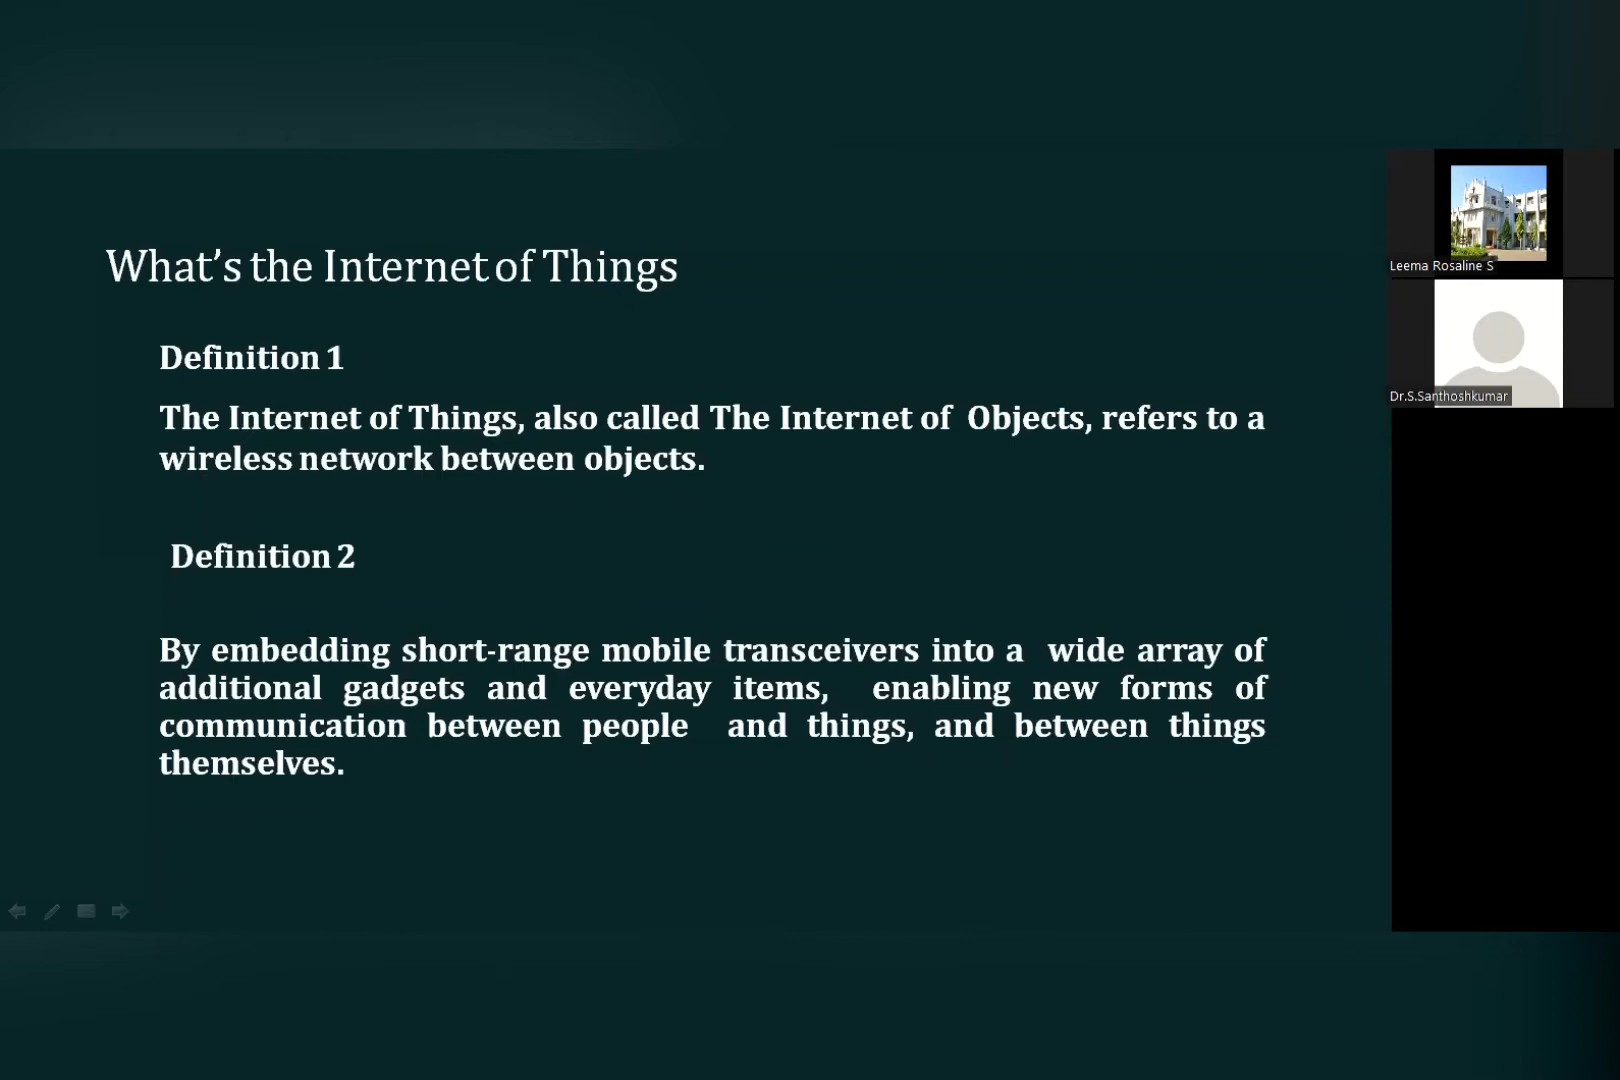 What's the Internet of Things
Definition 1
The Internet of Things, also called The Internet of Objects, refers to a
wireless network between objects.
Definition 2
By embedding short-range mobile transceivers into a wide array of
additional gadgets and everyday items, enabling new forms of
communication between people and things, and between things
themselves.
Leema Rosaline S
Dr.S.Santhoshkumar